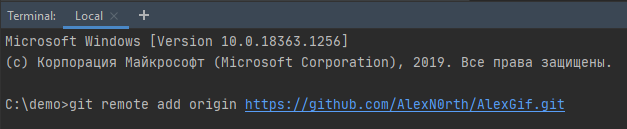 Terminal: Local × +
Microsoft Windows [Version 10.0.18363.1256]
(c) Корпорация Майкрософт (Microsoft Corporation), 2019. Все права защищены.
C:\demo>git remote add origin https://github.com/AlexN0rth/AlexGif.git